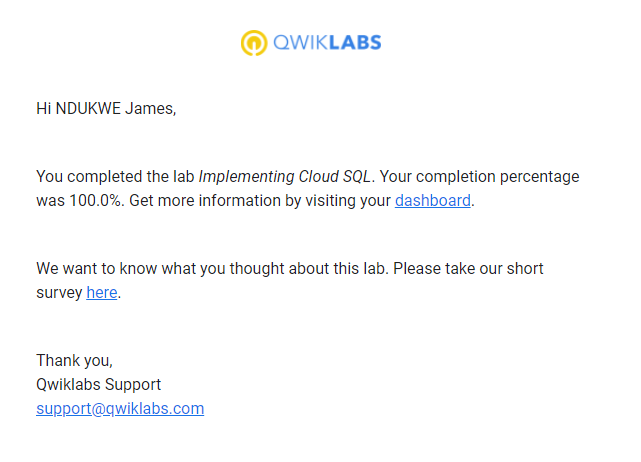 QWIKLABS
Hi NDUKWE James,
You completed the lab Implementing Cloud SQL. Your completion percentage
was 100.0%. Get more information by visiting your dashboard.
We want to know what you thought about this lab. Please take our short
survey here.
Thank you,
Qwiklabs Support
support@qwiklabs.com